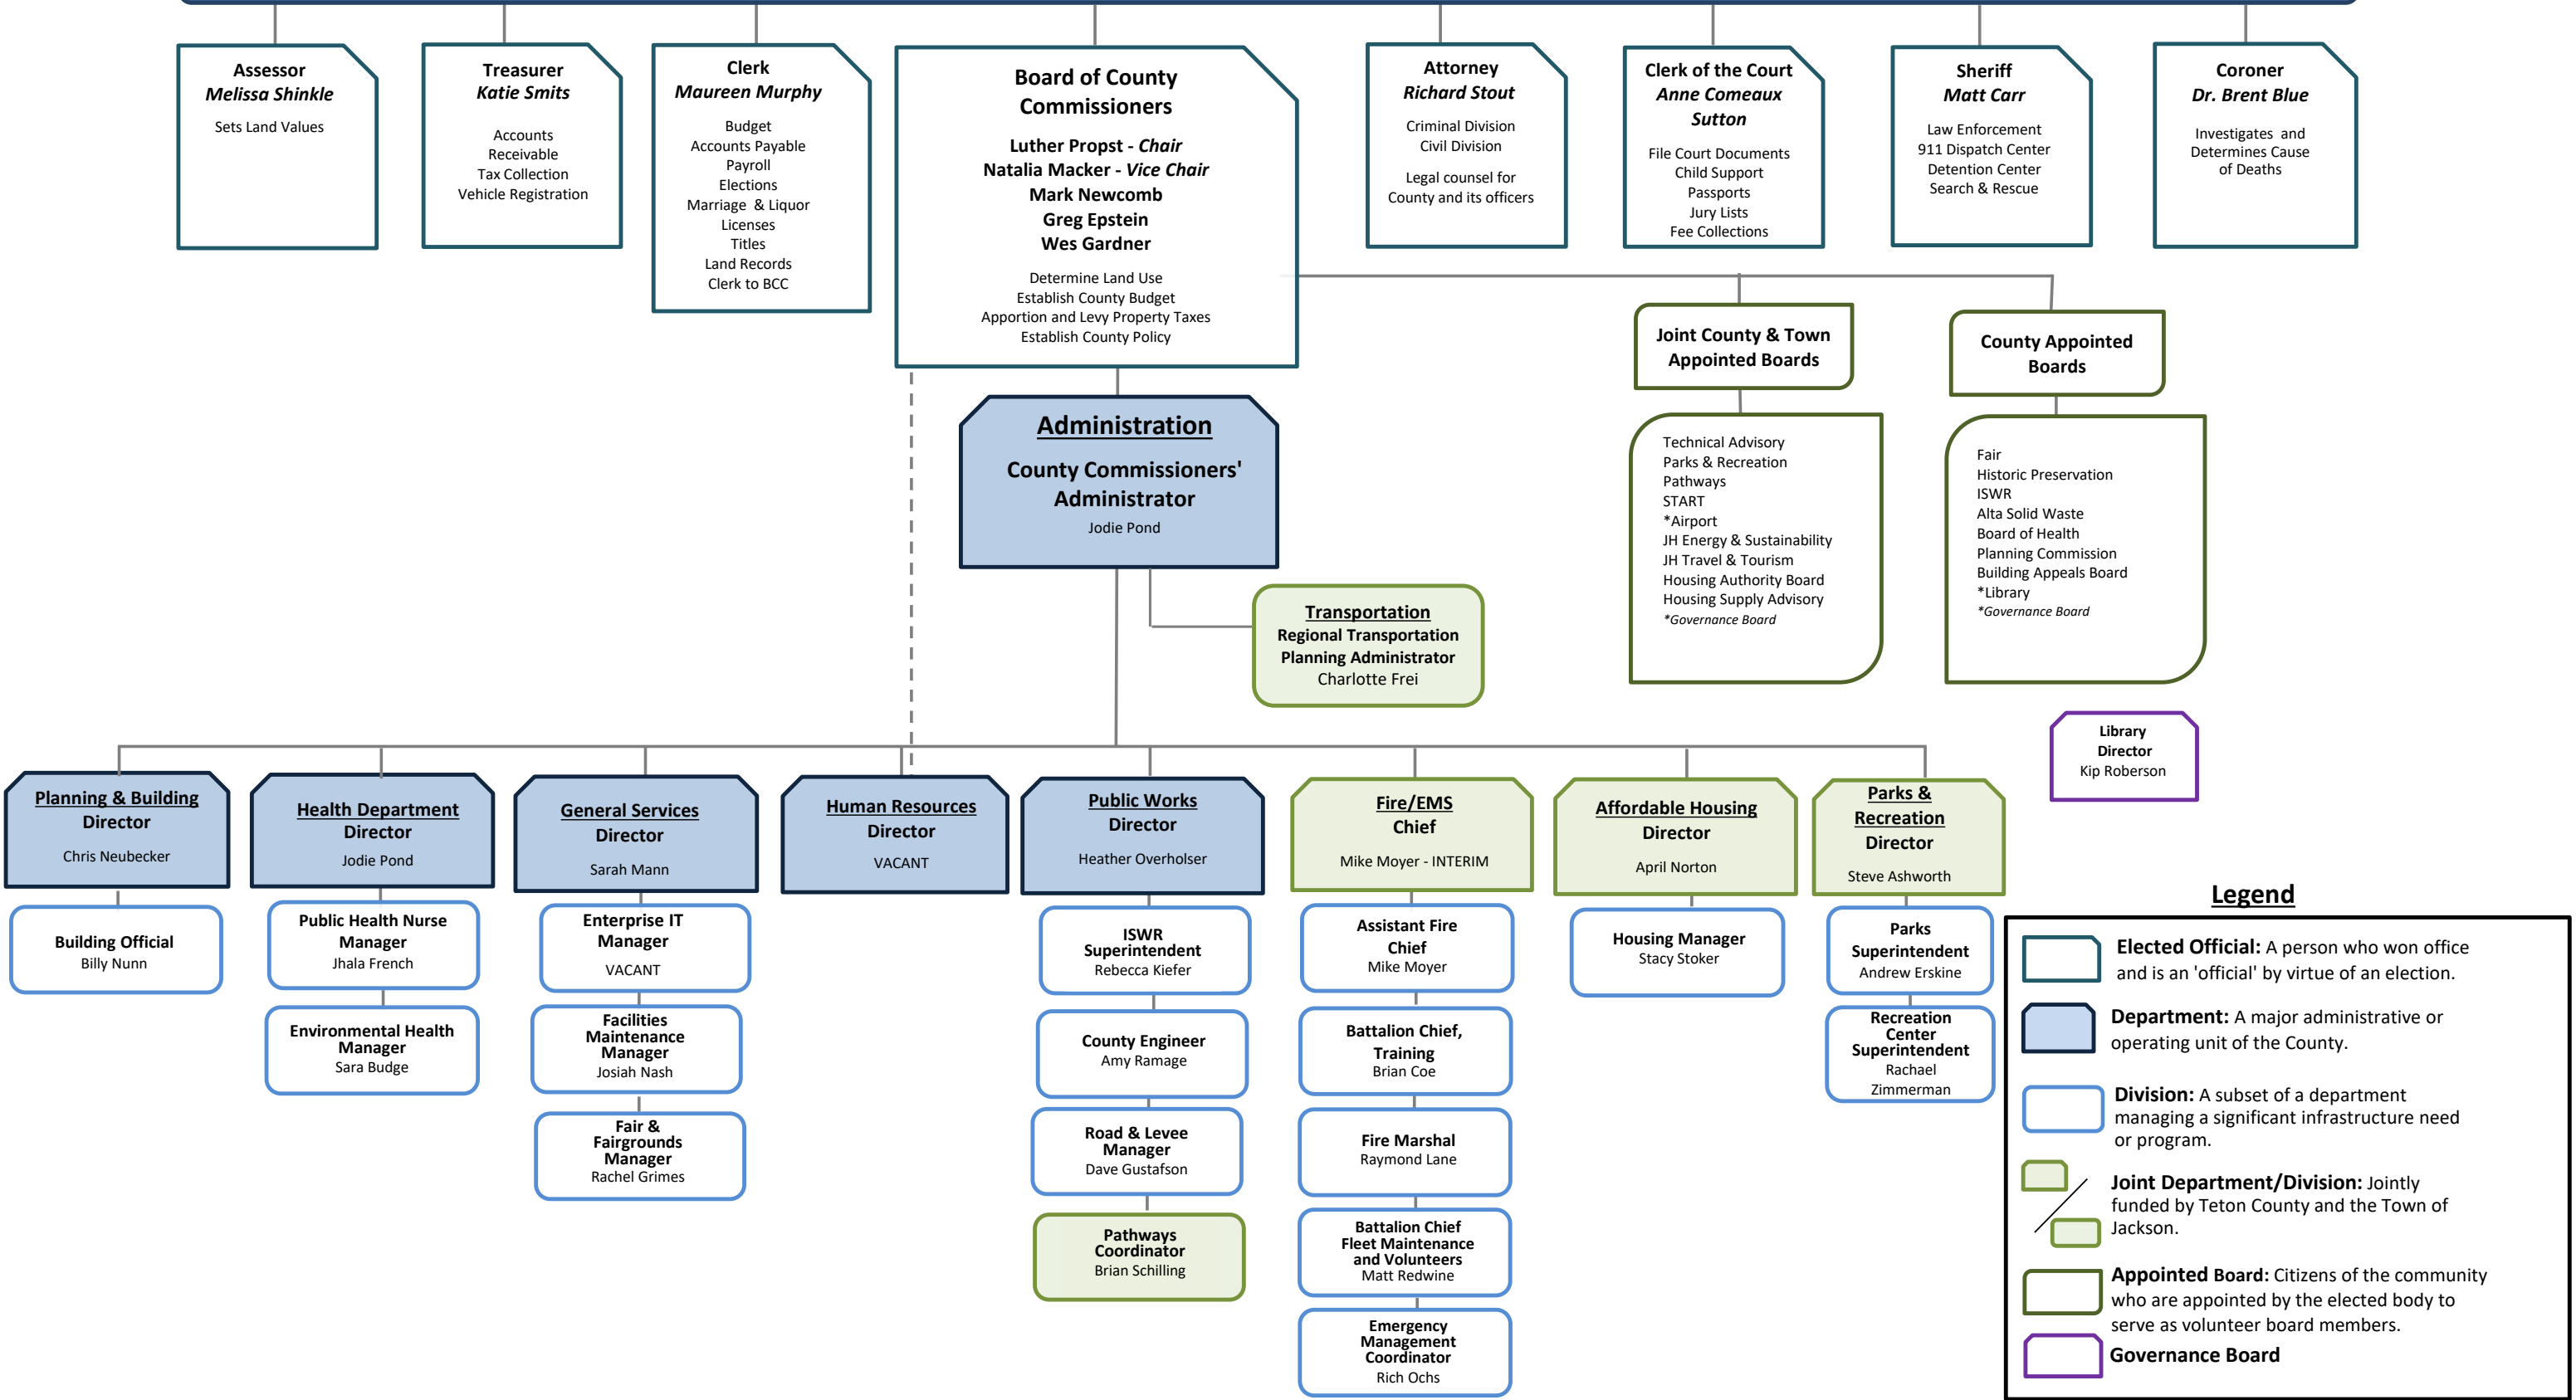 Assessor
Melissa Shinkle
Sets Land Values
Treasurer
Katie Smits
Accounts
Receivable
Tax Collection
Vehicle Registration
Clerk
Maureen Murphy
Budget
Accounts Payable
Payroll
Elections
Marriage & Liquor
Licenses
Titles
Land Records
Clerk to BCC
Board of County
Commissioners
Luther Propst - Chair
Natalia Macker - Vice Chair
Mark Newcomb
Greg Epstein
Wes Gardner
Determine Land Use
Establish County Budget
Apportion and Levy Property Taxes
Establish County Policy
Attorney
Richard Stout
Criminal Division
Civil Division
Legal counsel for
County and its officers
Clerk of the Court
Anne Comeaux
Sutton
File Court Documents
Child Support
Passports
Jury Lists
Fee Collections
Sheriff
Matt Carr
Law Enforcement
911 Dispatch Center
Detention Center
Search & Rescue
Coroner
Dr. Brent Blue
Investigates and
Determines Cause
of Deaths
Joint County & Town
Appointed Boards
Technical Advisory
Parks & Recreation
Pathways
START
*Airport
JH Energy & Sustainability
JH Travel & Tourism
Housing Authority Board
Housing Supply Advisory
*Governance Board
County Appointed
Boards
Fair
Historic Preservation
ISWR
Alta Solid Waste
Board of Health
Planning Commission
Building Appeals Board
*Library
*Governance Board
Administration
County Commissioners'
Administrator
Jodie Pond
Transportation
Regional Transportation
Planning Administrator
Charlotte Frei
Library
Director
Kip Roberson
Planning & Building
Director
Chris Neubecker
Building Official
Billy Nunn
Health Department
Director
Jodie Pond
Public Health Nurse
Manager
Jhala French
Environmental Health
Manager
Sara Budge
General Services
Director
Sarah Mann
Enterprise IT
Manager
VACANT
Facilities
Maintenance
Manager
Josiah Nash
Fair &
Fairgrounds
Manager
Rachel Grimes
Human Resources
Director
VACANT
Public Works
Director
Heather Overholser
ISWR
Superintendent
Rebecca Kiefer
County Engineer
Amy Ramage
Road & Levee
Manager
Dave Gustafson
Pathways
Coordinator
Brian Schilling
Fire/EMS
Chief
Mike Moyer - INTERIM
Assistant Fire
Chief
Mike Moyer
Battalion Chief,
Training
Brian Coe
Fire Marshal
Raymond Lane
Battalion Chief
Fleet Maintenance
and Volunteers
Matt Redwine
Emergency
Management
Coordinator
Rich Ochs
Affordable Housing
Director
April Norton
Housing Manager
Stacy Stoker
Parks &
Recreation
Director
Steve Ashworth
Parks
Superintendent
Andrew Erskine
Recreation
Center
Superintendent
Rachael
Zimmerman
Legend
Elected Official: A person who won office
and is an 'official' by virtue of an election.
Department: A major administrative or
operating unit of the County.
Division: A subset of a department
managing a significant infrastructure need
or program.
Joint Department/Division: Jointly
funded by Teton County and the Town of
Jackson.
Appointed Board: Citizens of the community
who are appointed by the elected body to
serve as volunteer board members.
Governance Board